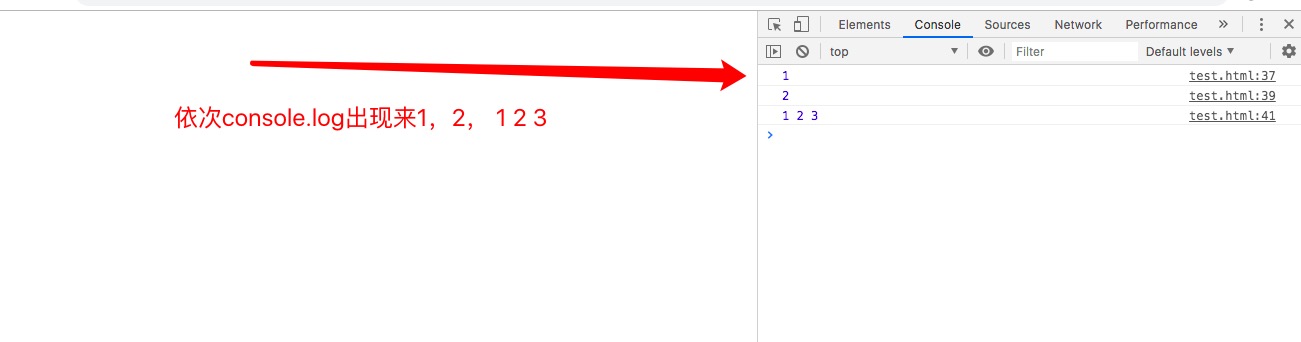 Elements Console Sources Network Performance »
top Filter Default levels
1 test.html:37
2 test.html:39
1 2 3 test.html:41
依次console.log出现来1，2， 1 2 3